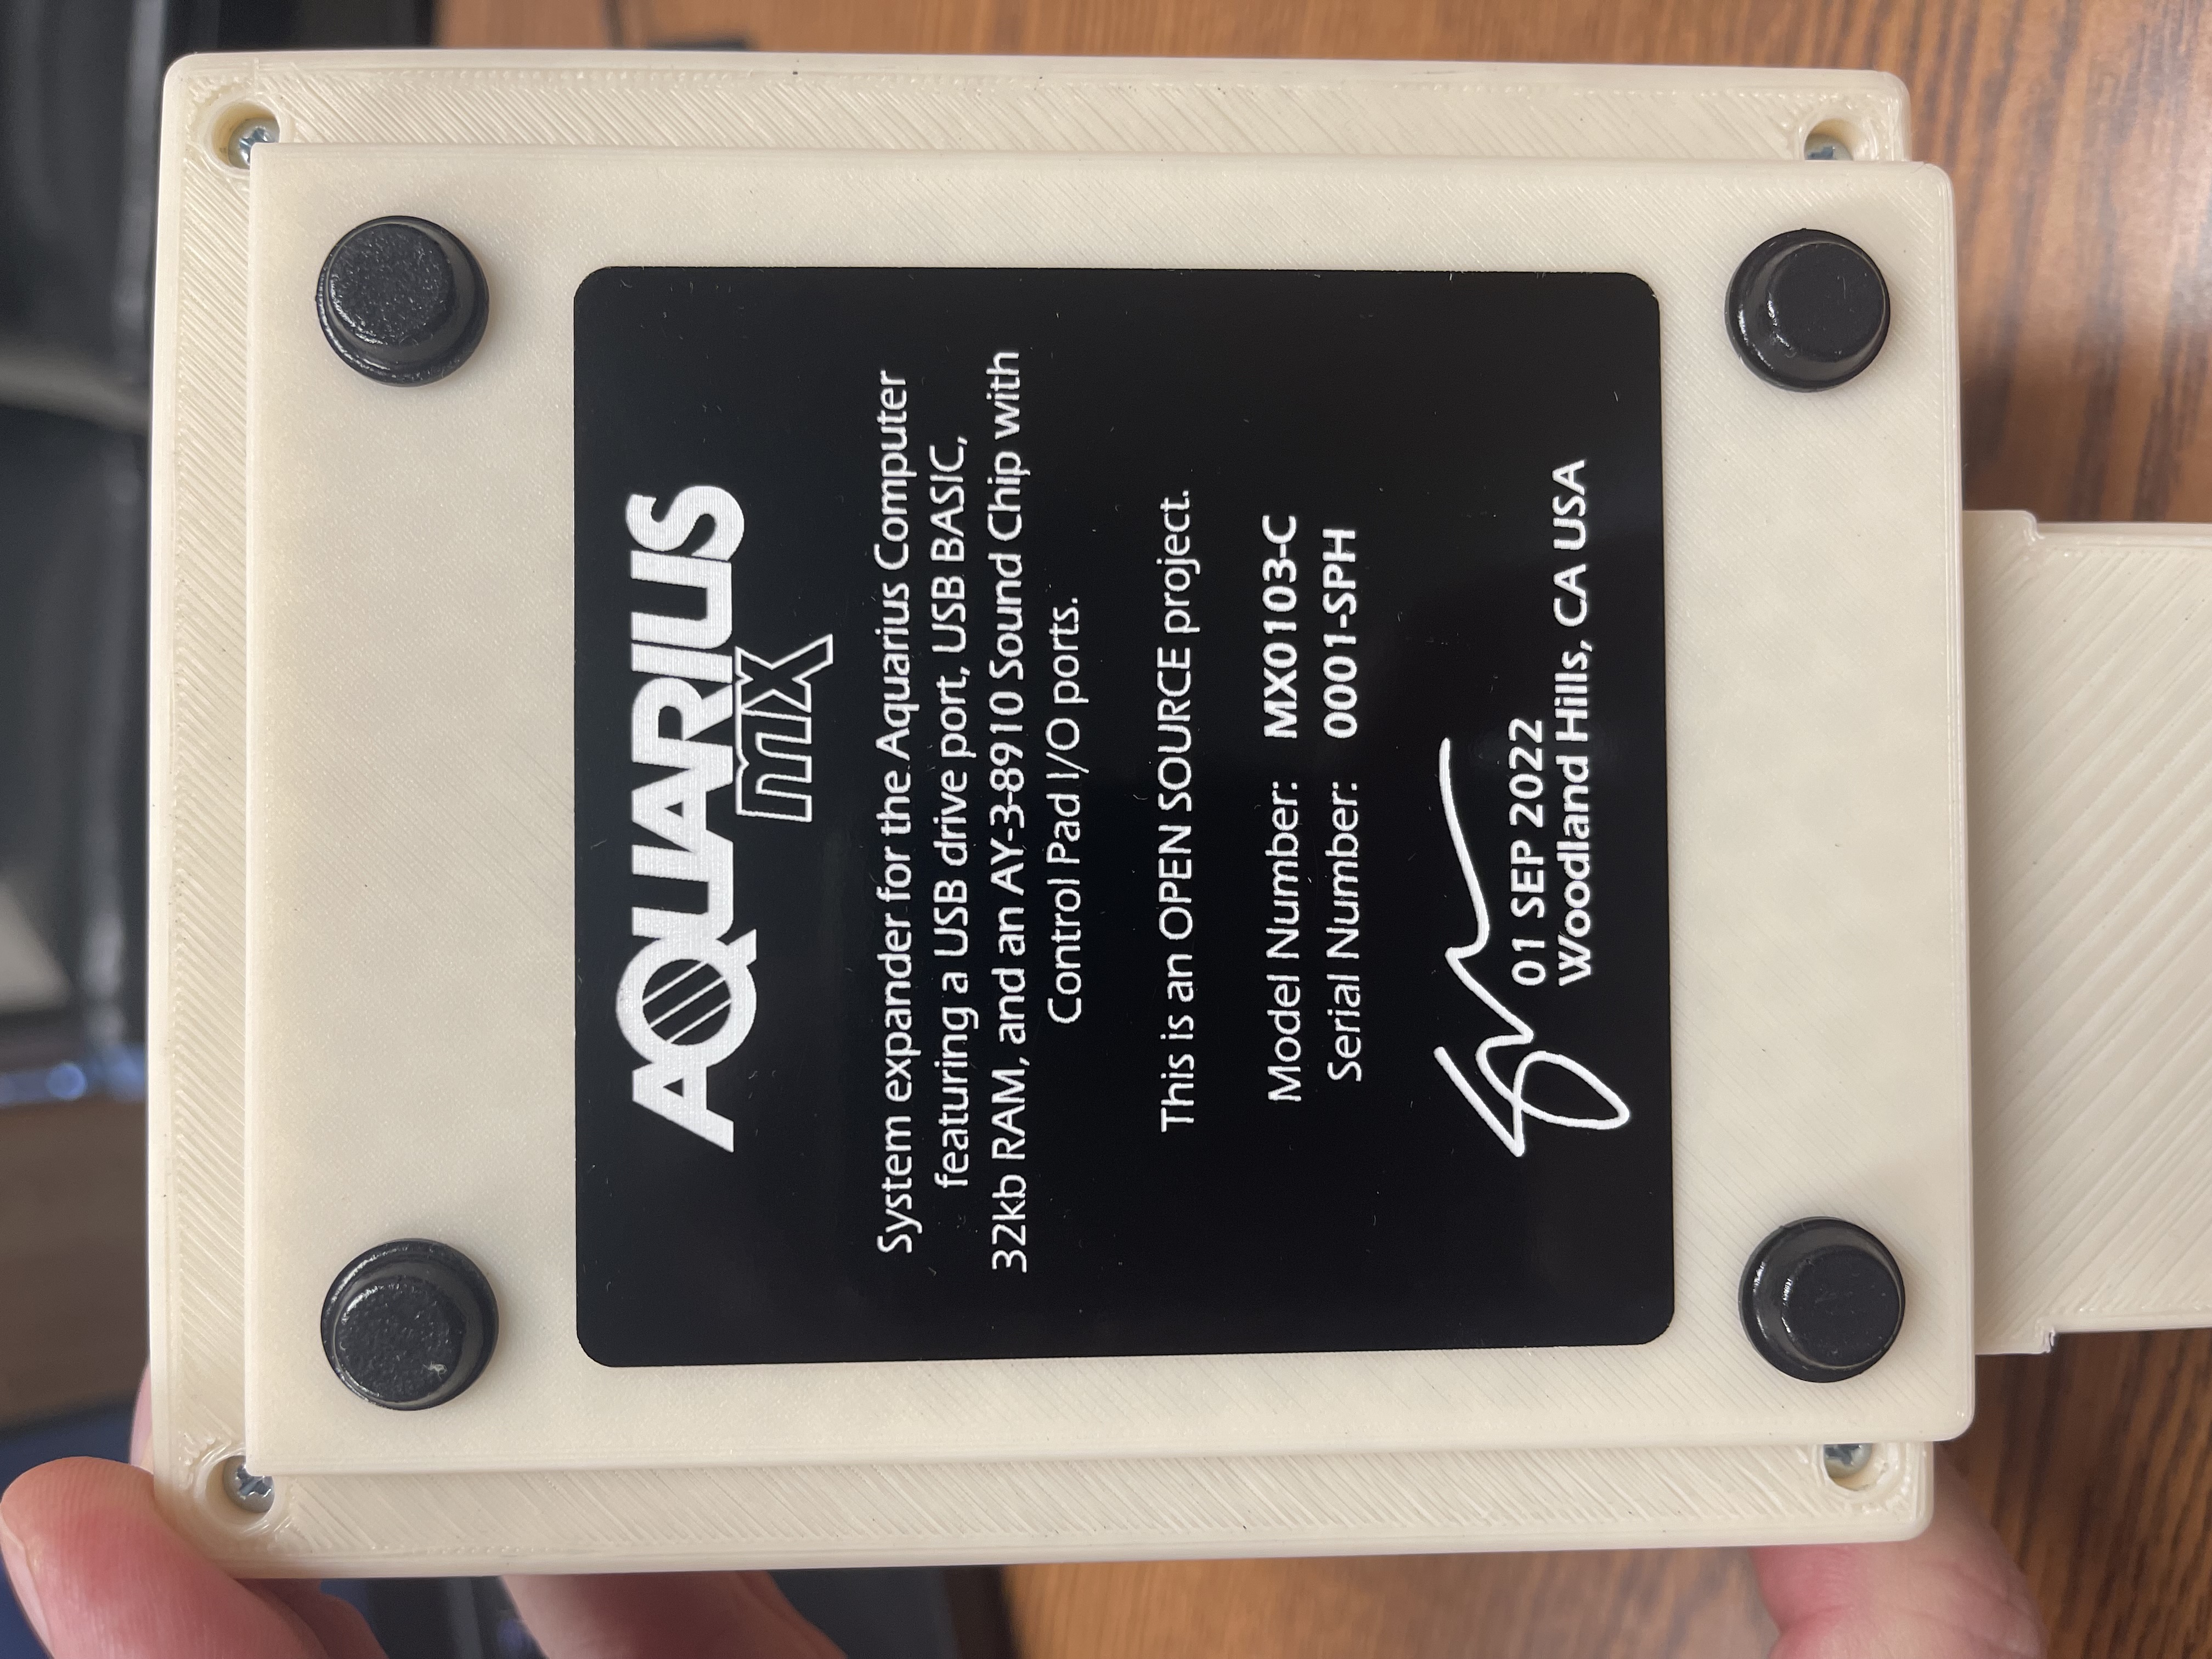 AQUARIUS
mx
System expander for the Aquarius Computer
featuring a USB drive port, USB BASIC,
32kb RAM, and an AY-3-8910 Sound Chip with
Control Pad I/O ports.
This is an OPEN SOURCE project.
Model Number: MX0103-C
Serial Number: 0001-SPH
01 SEP 2022
Woodland Hills, CA USA